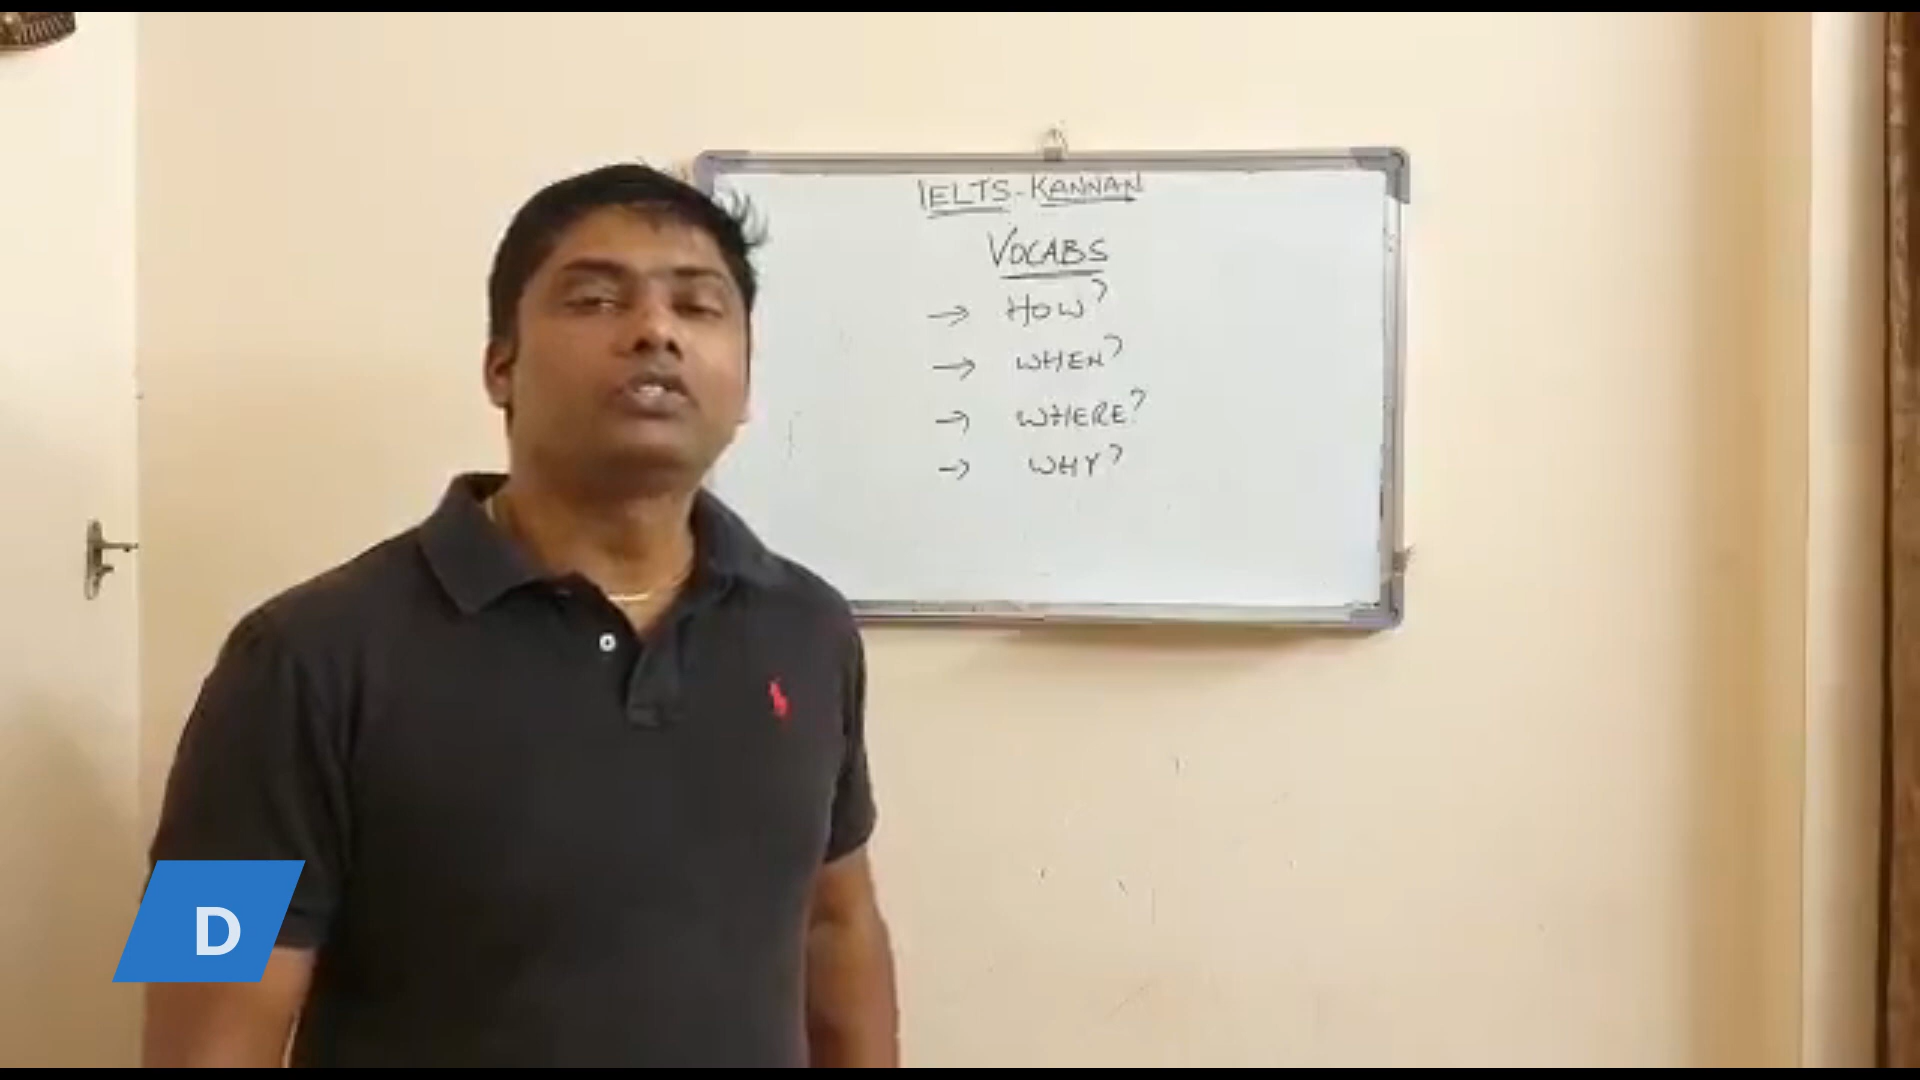 IELTS-KANNAN
VOCABS
→ HOW?
→ WHEN?
→ WHERE?
→ WHY?
D